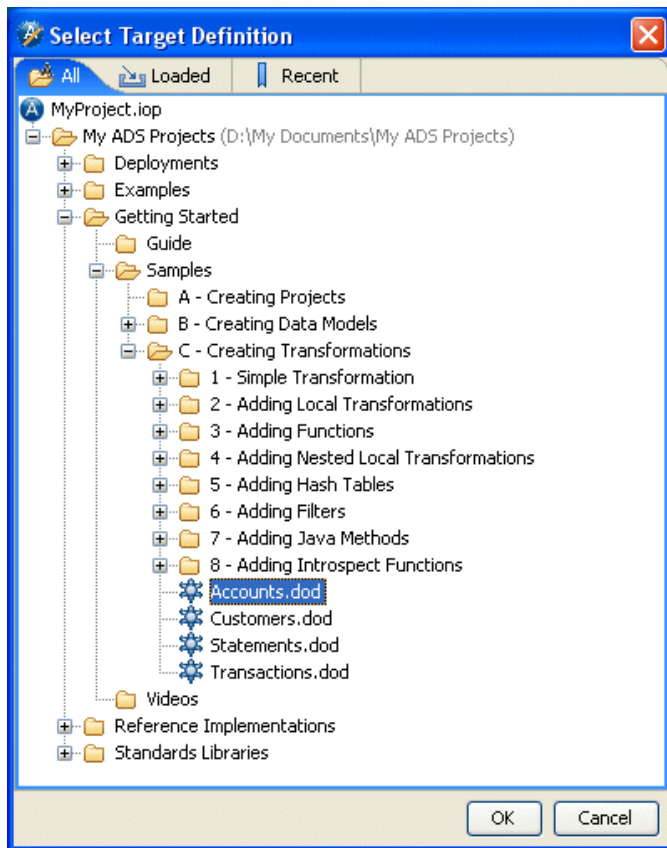 Select Target Definition
All Loaded Recent
MyProject.iop
My ADS Projects (D:\My Documents\My ADS Projects)
Deployments
Examples
Getting Started
Guide
Samples
A - Creating Projects
B - Creating Data Models
C - Creating Transformations
1 - Simple Transformation
2 - Adding Local Transformations
3 - Adding Functions
4 - Adding Nested Local Transformations
5 - Adding Hash Tables
6 - Adding Filters
7 - Adding Java Methods
8 - Adding Introspect Functions
Accounts.dod
Customers.dod
Statements.dod
Transactions.dod
Videos
Reference Implementations
Standards Libraries
OK Cancel